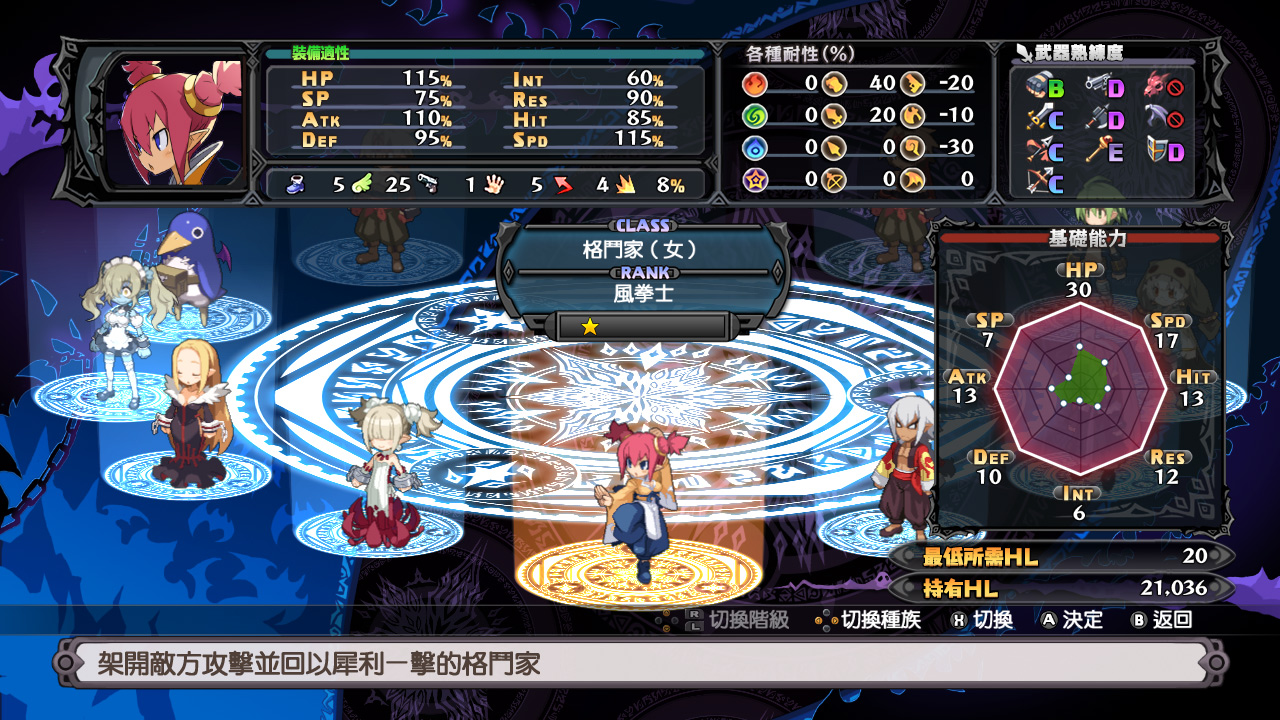 裝備適性
HP 115% INT 60%
SP 75% RES 90%
ATK 110% HIT 85%
DEF 95% SPD 115%
5 25 1 5 4 8%
各種耐性(%)
0 40 -20
0 20 -10
0 0 -30
0 0 0
武器熟練度
B D
C D
C E D
C
CLASS
格鬥家(女)
RANK
風拳士
基礎能力
HP
30
SP
7
SPD
17
ATK
13
HIT
13
DEF
10
RES
12
INT
6
最低所需HL 20
持有HL 21,036
R
L
切換階級 切換種族 X 切換 A 決定 B 返回
架開敵方攻擊並回以犀利一擊的格鬥家